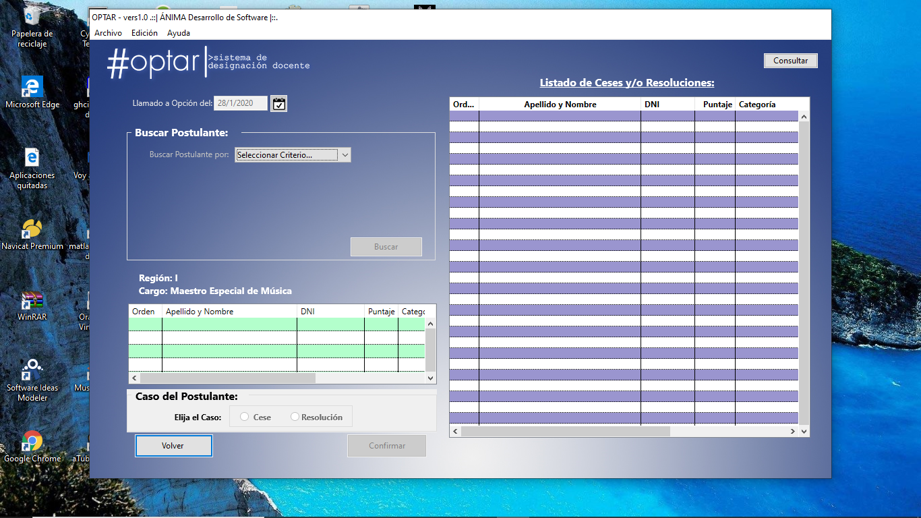 OPTAR - vers1.0 .::| ÁNIMA Desarrollo de Software |::.
Archivo Edición Ayuda
#optar
>sistema de
designación docente
Consultar
Listado de Ceses y/o Resoluciones:
Llamado a Opción del: 28/1/2020
Ord... Apellido y Nombre DNI Puntaje Categoría
Buscar Postulante:
Buscar Postulante por: Seleccionar Criterio...
Buscar
Región: I
Cargo: Maestro Especial de Música
Orden Apellido y Nombre DNI Puntaje
Caso del Postulante:
Elija el Caso: Cese Resolución
Volver Confirmar
Papelera de
reciclaje
Microsoft Edge
Aplicaciones
quitadas
Navicat Premium
WinRAR
Software Ideas
Modeler
Google Chrome